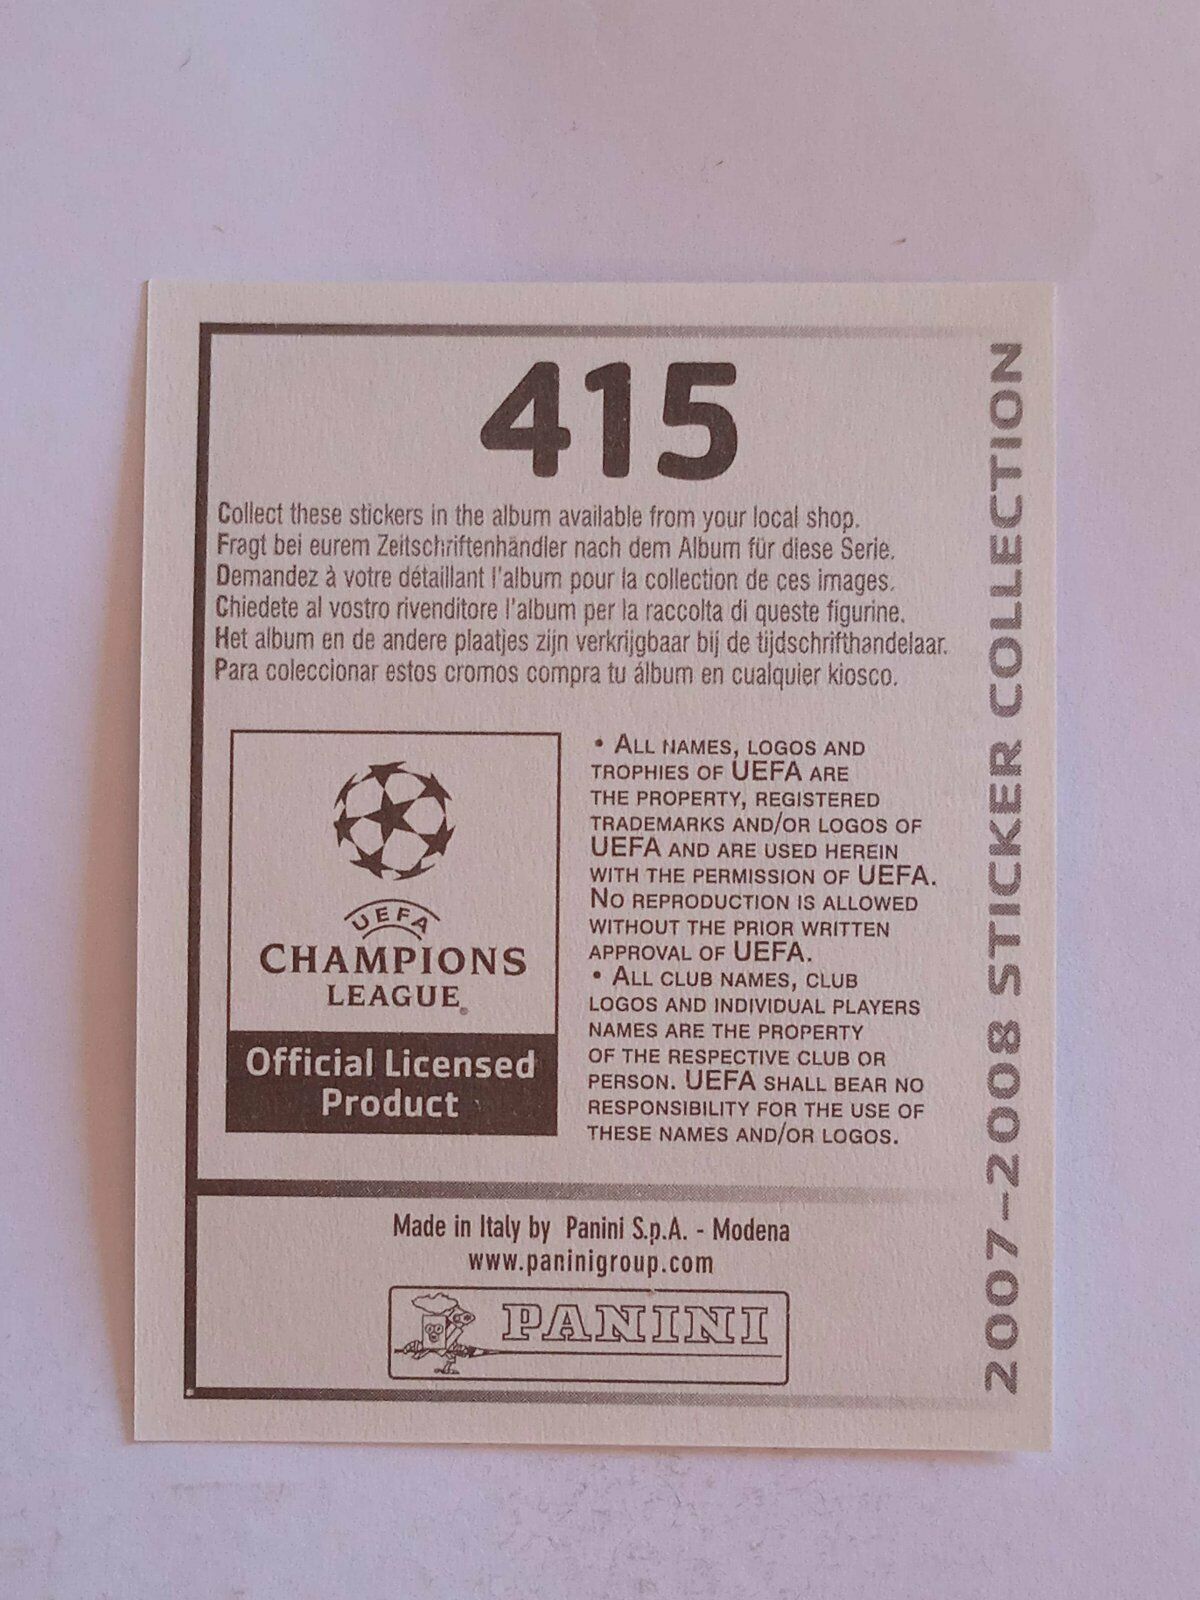 415
Collect these stickers in the album available from your local shop.
Fragt bei eurem Zeitschriftenhändler nach dem Album für diese Serie.
Demandez à votre détaillant l'album pour la collection de ces images.
Chiedete al vostro rivenditore l'album per la raccolta di queste figurine.
Het album en de andere plaatjes zijn verkrijgbaar bij de tijdschrifthandelaar.
Para coleccionar estos cromos compra tu álbum en cualquier kiosco.
UEFA
CHAMPIONS
LEAGUE®
Official Licensed
Product
• ALL NAMES, LOGOS AND
TROPHIES OF UEFA ARE
THE PROPERTY, REGISTERED
TRADEMARKS AND/OR LOGOS OF
UEFA AND ARE USED HEREIN
WITH THE PERMISSION OF UEFA.
NO REPRODUCTION IS ALLOWED
WITHOUT THE PRIOR WRITTEN
APPROVAL OF UEFA.
• ALL CLUB NAMES, CLUB
LOGOS AND INDIVIDUAL PLAYERS
NAMES ARE THE PROPERTY
OF THE RESPECTIVE CLUB OR
PERSON. UEFA SHALL BEAR NO
RESPONSIBILITY FOR THE USE OF
THESE NAMES AND/OR LOGOS.
Made in Italy by Panini S.p.A. - Modena
www.paninigroup.com
PANINI
2007-2008 STICKER COLLECTION